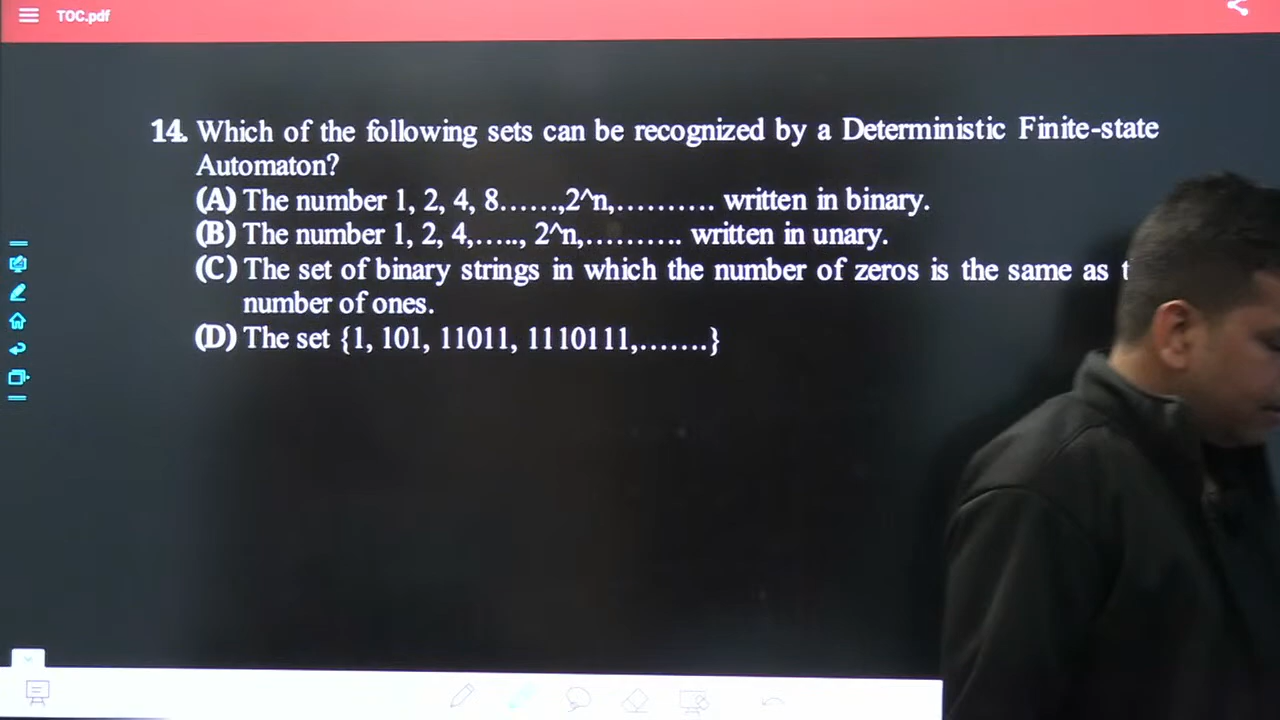 TOC.pdf
14. Which of the following sets can be recognized by a Deterministic Finite-state
Automaton?
(A) The number 1, 2, 4, 8……,2^n,………. written in binary.
(B) The number 1, 2, 4,….., 2^n,………. written in unary.
(C) The set of binary strings in which the number of zeros is the same as
number of ones.
(D) The set {1, 101, 11011, 1110111,…….}